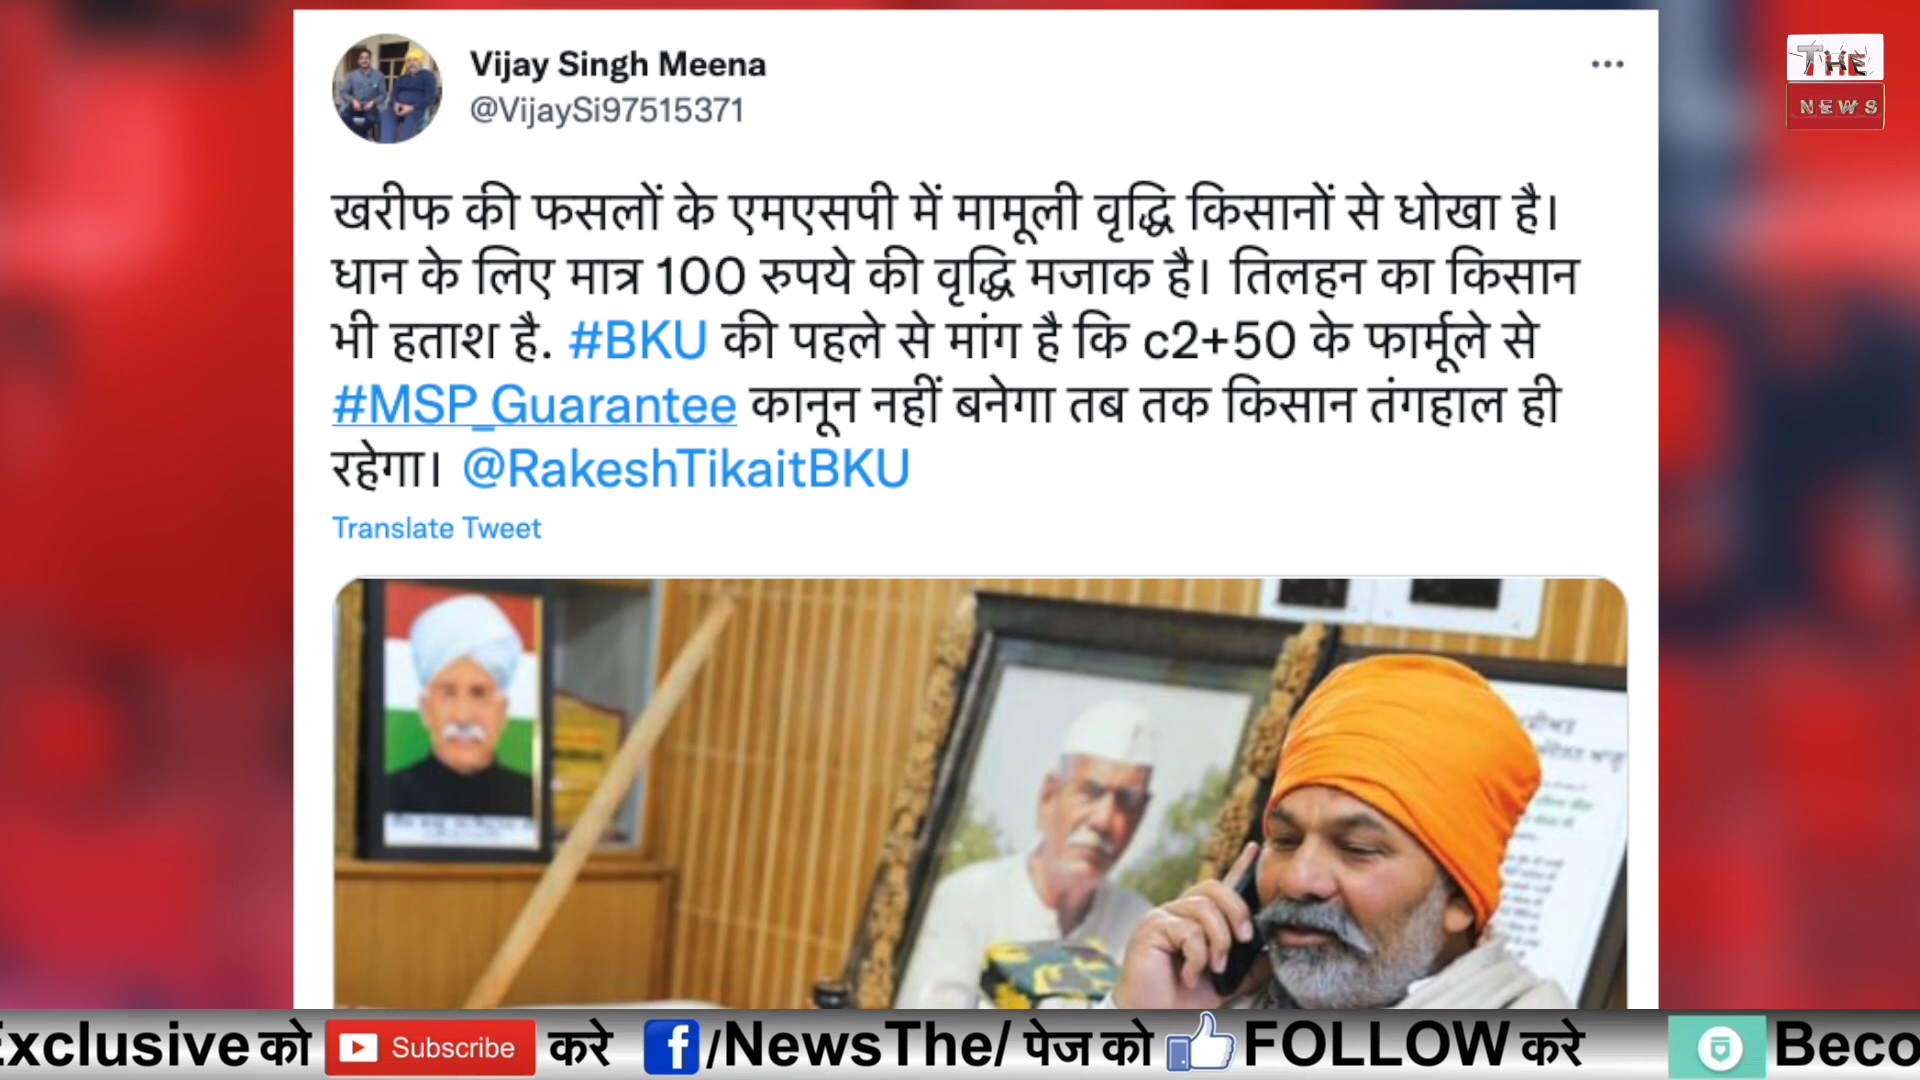 Vijay Singh Meena
@VijaySi97515371
THE
NEWS
खरीफ की फसलों के एमएसपी में मामूली वृद्धि किसानों से धोखा है।
धान के लिए मात्र 100 रुपये की वृद्धि मजाक है। तिलहन का किसान
भी हताश है. #BKU की पहले से मांग है कि c2+50 के फार्मूले से
#MSP_Guarantee कानून नहीं बनेगा तब तक किसान तंगहाल ही
रहेगा। @RakeshTikaitBKU
Translate Tweet
Exclusive को Subscribe करे f/NewsThe/ पेज को FOLLOW करे Beco